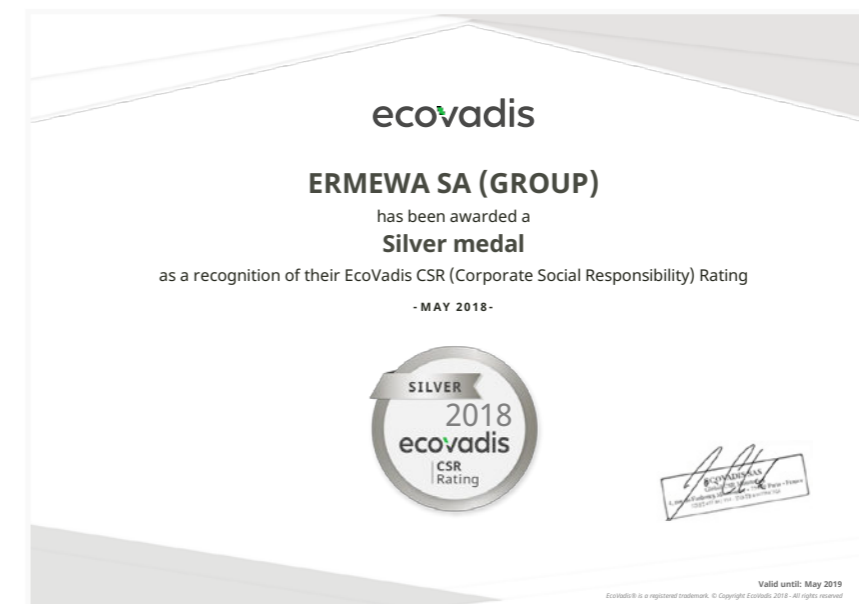 ecovadis
ERMEWA SA (GROUP)
has been awarded a
Silver medal
as a recognition of their EcoVadis CSR (Corporate Social Responsibility) Rating
- MAY 2018-
SILVER
2018
ecovadis
CSR
Rating
ECOVADIS SAS
Valid until: May 2019
EcoVadis® is a registered trademark. © Copyright EcoVadis 2018 - All rights reserved